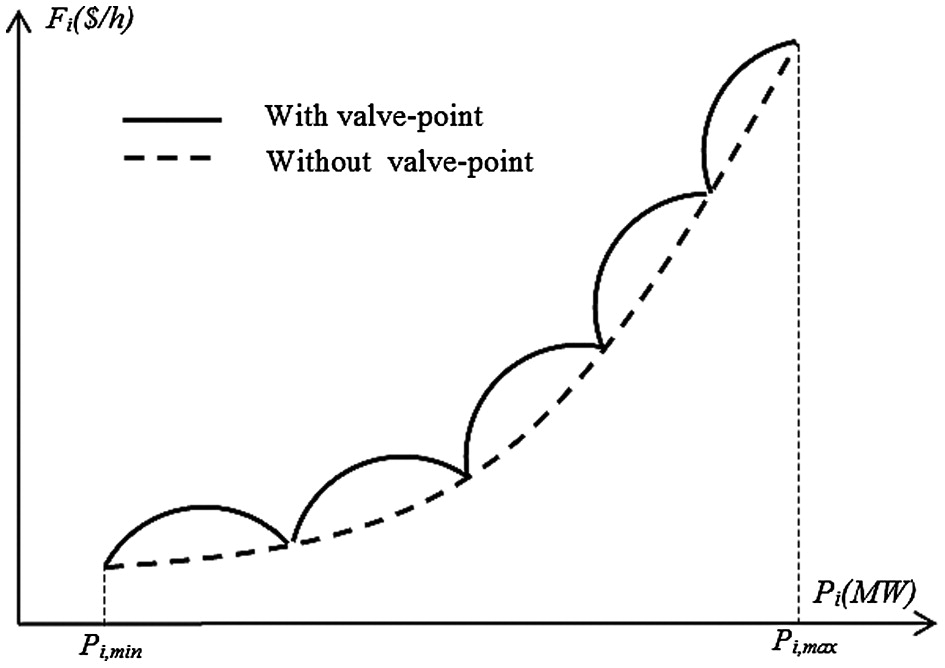 Fi($/h)
With valve-point
Without valve-point
Pi(MW)
Pi,min
Pi,max